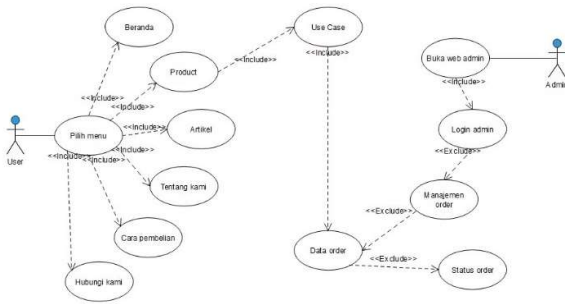 Beranda
Use Case
<<Include>>
Product
<<Include>>
Buka web admin
Admin
<<Include>>
<<Include>>
<<Include>>
Artikel
<<Include>>
Login admin
Pilih menu
User
<<Include>>
<<Include>>
<<Include>>
<<Exclude>>
Tentang kami
Manajemen
order
<<Exclude>>
Cara pembelian
Data order
<<Exclude>>
Status order
Hubungi kami